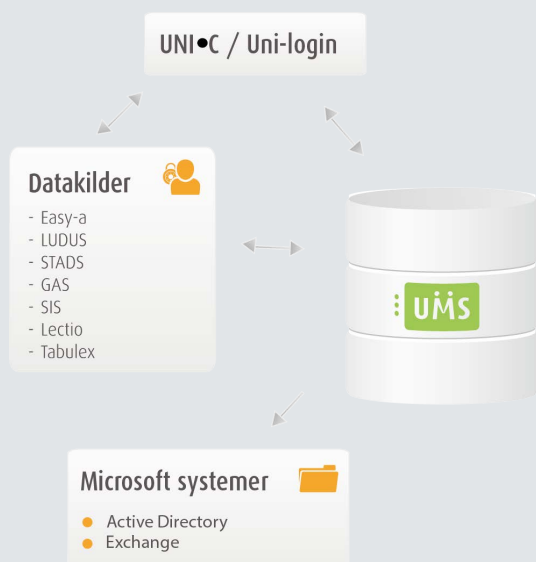 UNI•C / Uni-login
Datakilder
- Easy-a
- LUDUS
- STADS
- GAS
- SIS
- Lectio
- Tabulex
UMS
Microsoft systemer
● Active Directory
● Exchange